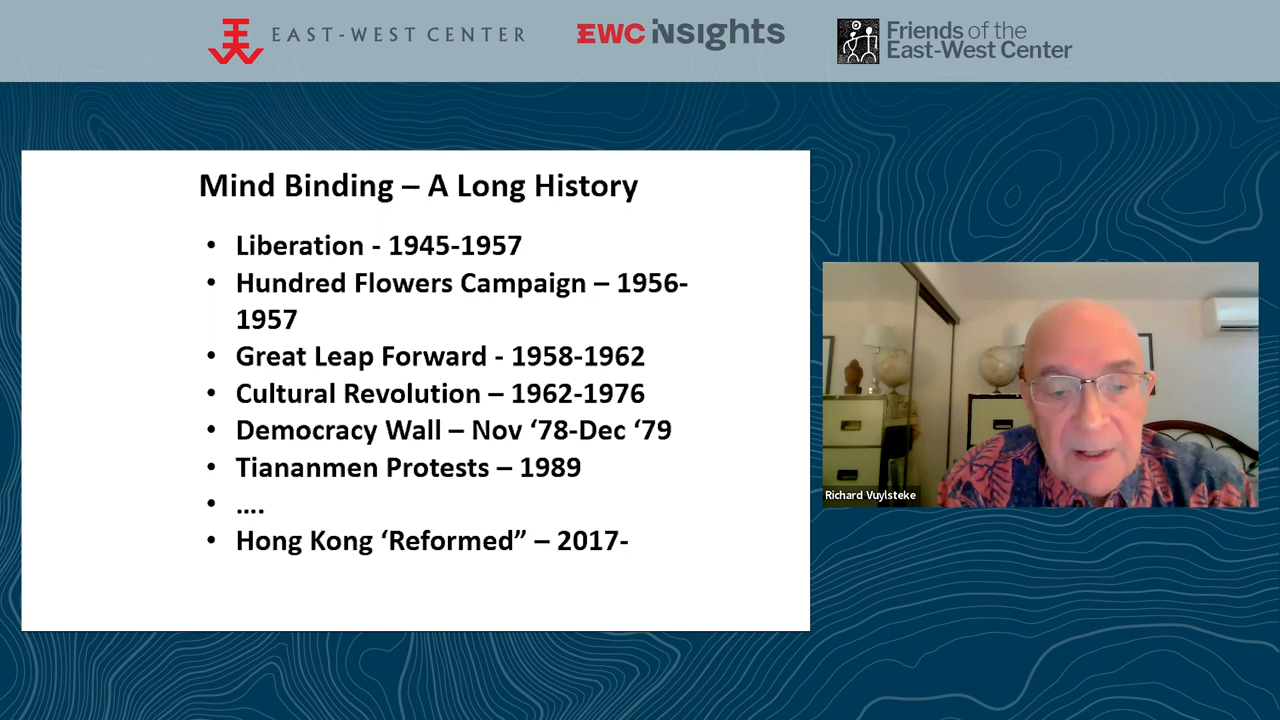 EAST-WEST CENTER
EWC insights
Friends of the
East-West Center
Mind Binding – A Long History
• Liberation - 1945-1957
• Hundred Flowers Campaign – 1956-
1957
• Great Leap Forward - 1958-1962
• Cultural Revolution – 1962-1976
• Democracy Wall – Nov ‘78-Dec ‘79
• Tiananmen Protests – 1989
• ….
• Hong Kong ‘Reformed” – 2017-
Richard Vuylsteke